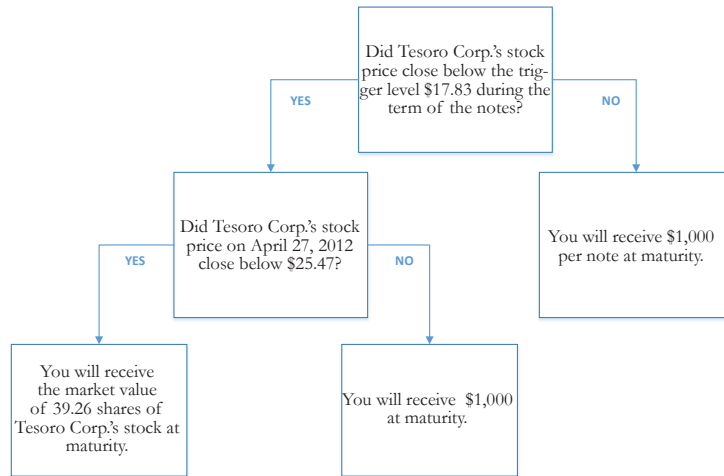 Did Tesoro Corp.'s stock
price close below the trig-
ger level $17.83 during the
term of the notes?
YES
NO
Did Tesoro Corp.'s stock
price on April 27, 2012
close below $25.47?
You will receive $1,000
per note at maturity.
YES
NO
You will receive
the market value
of 39.26 shares of
Tesoro Corp.'s stock at
maturity.
You will receive $1,000
at maturity.